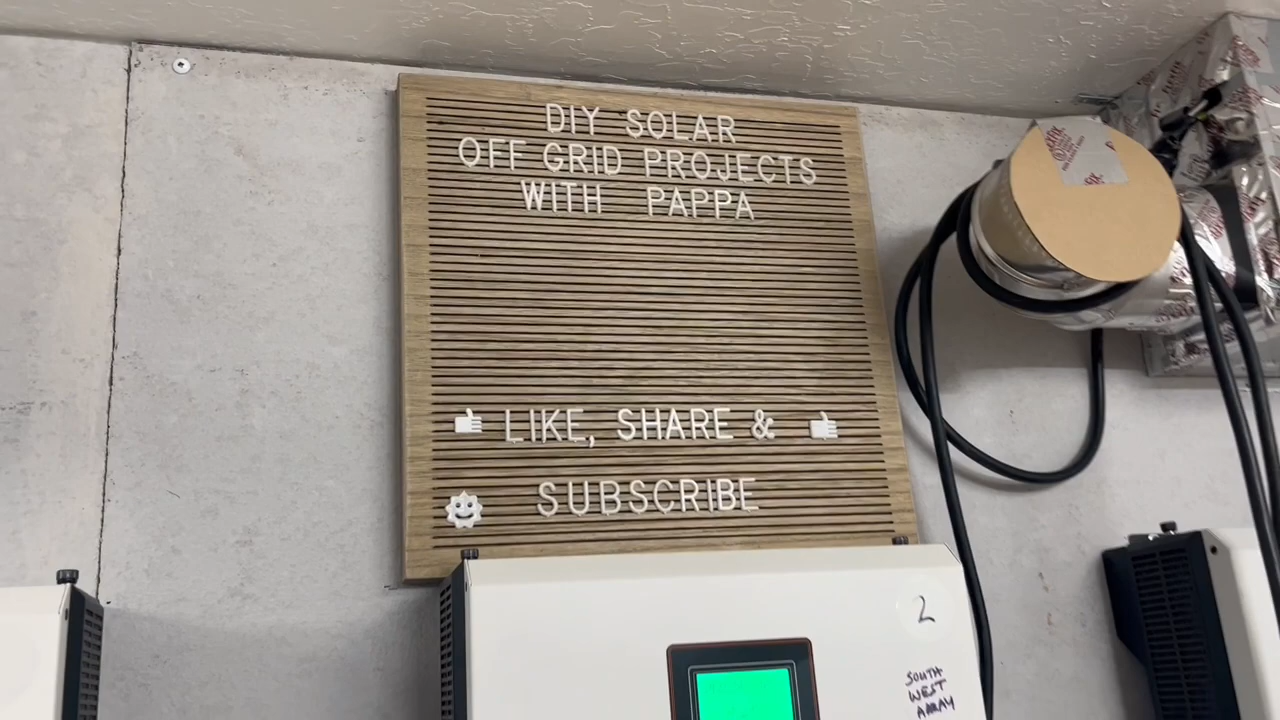 DIY SOLAR
OFF GRID PROJECTS
WITH PAPPA
LIKE, SHARE &
SUBSCRIBE
2
SOUTH
WEST
ARRAY